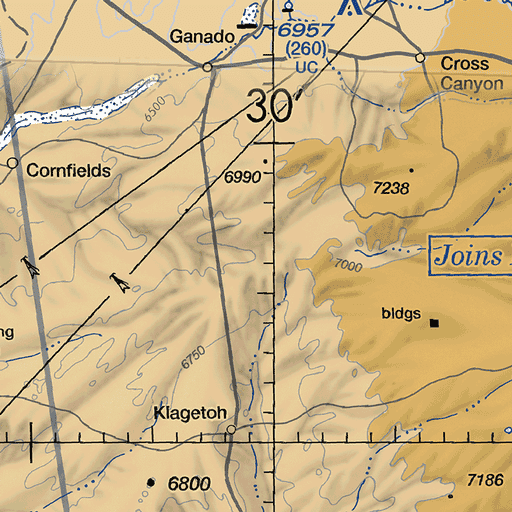 6957
Ganado
(260)
UC
Cross
Canyon
6500
30'
Cornfields
6990
7238
Joins
7000
bldgs
ng
6750
Klagetoh
6800
7186